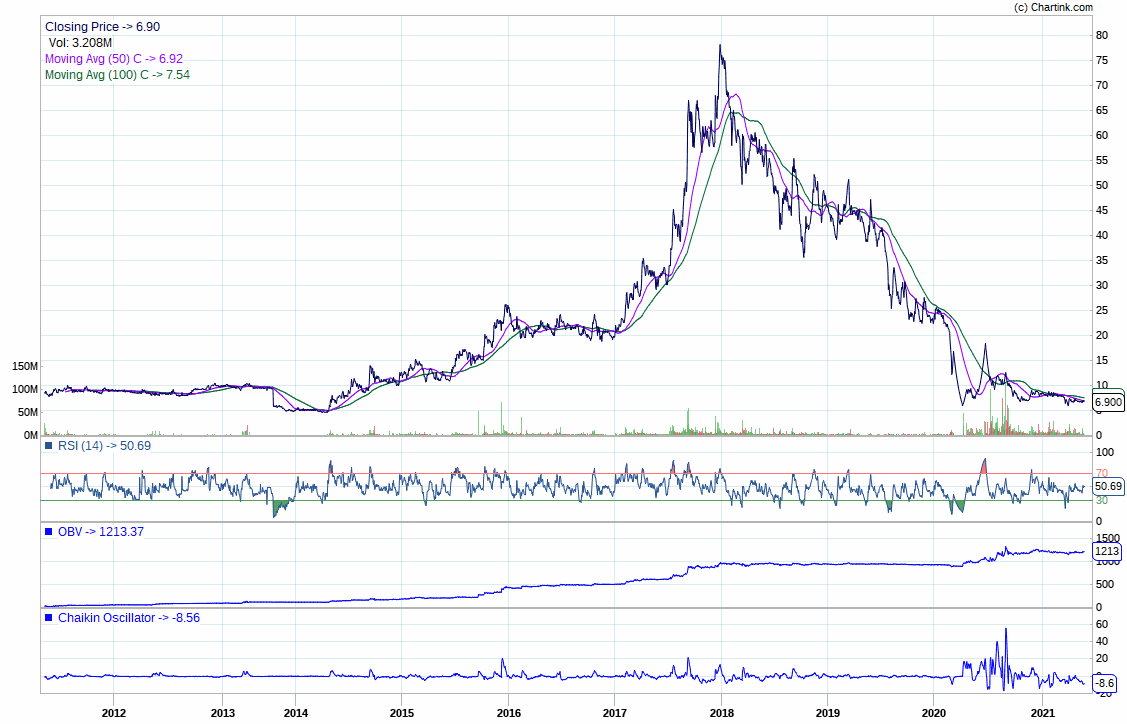 (c) Chartink.com
Closing Price -> 6.90
Vol: 3.208M
Moving Avg (50) C -> 6.92
Moving Avg (100) C -> 7.54
80
75
70
65
60
55
50
45
40
35
30
25
20
15
10
6.900
5
0
150M
100M
50M
0M
RSI (14) -> 50.69
100
70
50.69
30
0
OBV -> 1213.37
1500
1213
1000
500
0
Chaikin Oscillator -> -8.56
60
40
20
0
-8.6
-20
2012 2013 2014 2015 2016 2017 2018 2019 2020 2021